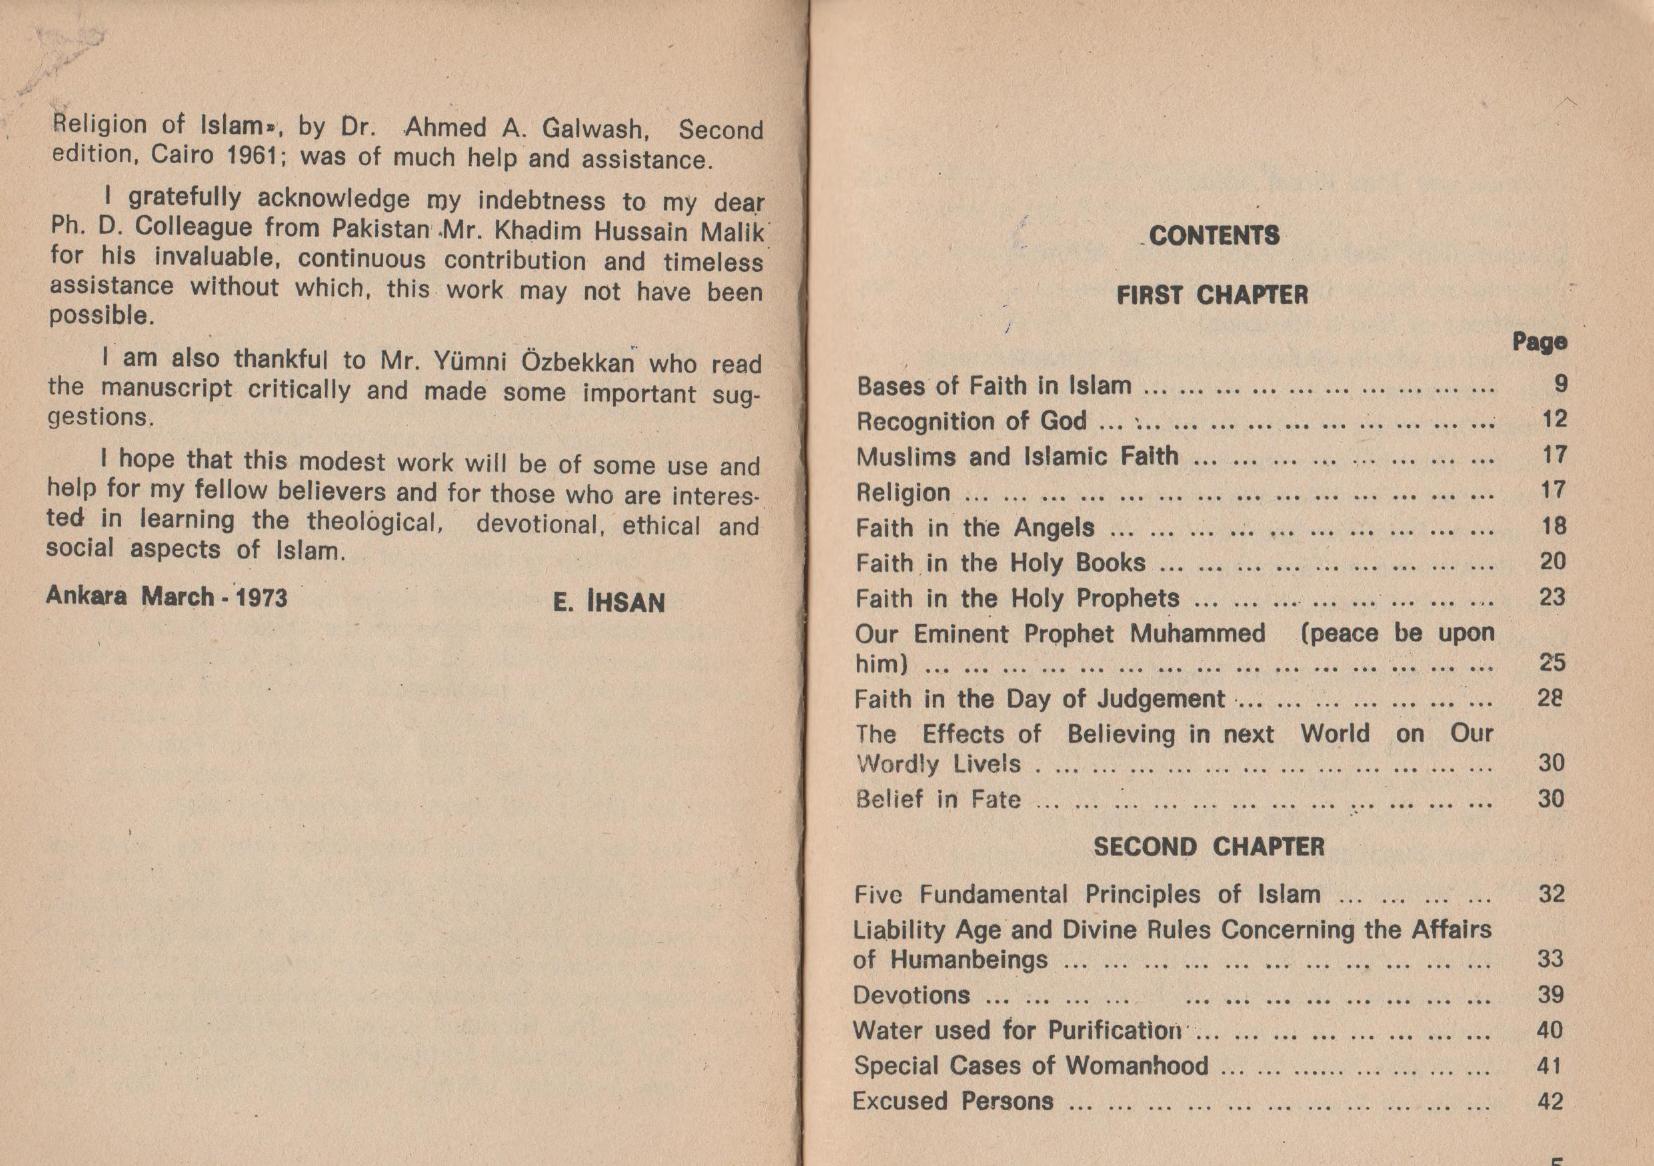 Religion of Islam», by Dr. Ahmed A. Galwash, Second
edition, Cairo 1961; was of much help and assistance.
I gratefully acknowledge my indebtness to my dear
Ph. D. Colleague from Pakistan Mr. Khadim Hussain Malik
for his invaluable, continuous contribution and timeless
assistance without which, this work may not have been
possible.
I am also thankful to Mr. Yümni Özbekkan who read
the manuscript critically and made some important sug-
gestions.
I hope that this modest work will be of some use and
help for my fellow believers and for those who are interes-
ted in learning the theological, devotional, ethical and
social aspects of Islam.
Ankara March - 1973 E. İHSAN
CONTENTS
FIRST CHAPTER
Page
Bases of Faith in Islam ... ... ... ... ... ... ... ... ... ... 9
Recognition of God ... ... ... ... ... ... ... ... ... ... ... 12
Muslims and Islamic Faith ... ... ... ... ... ... ... ... 17
Religion ... ... ... ... ... ... ... ... ... ... ... ... ... ... 17
Faith in the Angels ... ... ... ... ... ... ... ... ... ... 18
Faith in the Holy Books ... ... ... ... ... ... ... ... ... 20
Faith in the Holy Prophets ... ... ... ... ... ... ... ... 23
Our Eminent Prophet Muhammed (peace be upon
him) ... ... ... ... ... ... ... ... ... ... ... ... ... ... ... 25
Faith in the Day of Judgement ... ... ... ... ... ... ... 28
The Effects of Believing in next World on Our
Wordly Livels . ... ... ... ... ... ... ... ... ... ... ... ... 30
Belief in Fate ... ... ... ... ... ... ... ... ... ... ... ... 30
SECOND CHAPTER
Five Fundamental Principles of Islam ... ... ... ... 32
Liability Age and Divine Rules Concerning the Affairs
of Humanbeings ... ... ... ... ... ... ... ... ... ... ... 33
Devotions ... ... ... ... ... ... ... ... ... ... ... ... 39
Water used for Purification ... ... ... ... ... ... ... ... 40
Special Cases of Womanhood ... ... ...... ... ... ... ... 41
Excused Persons ... ... ... ... ... ... ... ... ... ... ... 42
5